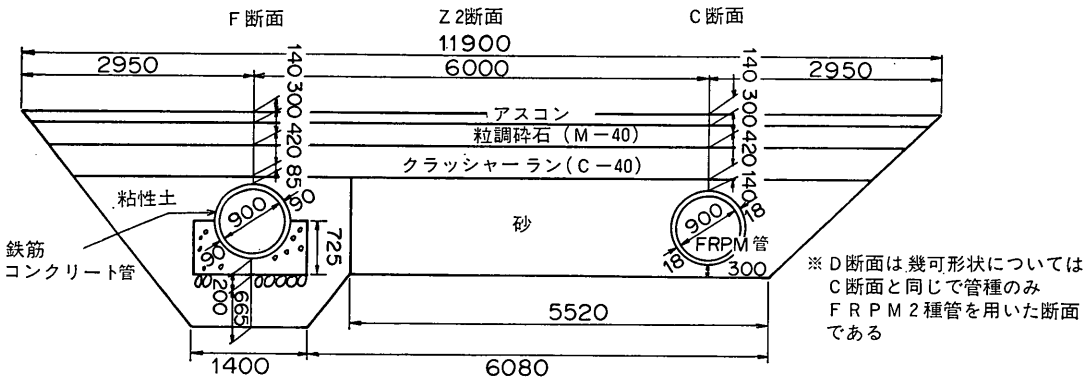 F断面
Z2断面
C断面
11900
2950
6000
2950
140
300
420
85
140
300
420
140
アスコン
粒調砕石（M－40）
クラッシャーラン（C－40）
粘性土
鉄筋
コンクリート管
900
90
90
725
砂
900
18
18
FRPM管
300
200
665
5520
1400
6080
※D断面は幾可形状については
C断面と同じで管種のみ
FRPM2種管を用いた断面
である